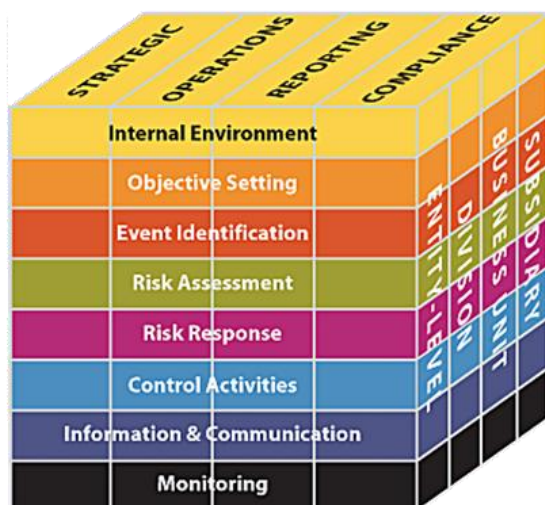 STRATEGIC
OPERATIONS
REPORTING
COMPLIANCE
Internal Environment
Objective Setting
Event Identification
Risk Assessment
Risk Response
Control Activities
Information & Communication
Monitoring
ENTITY-LEVEL
DIVISION
BUSINESS UNIT
SUBSIDIARY